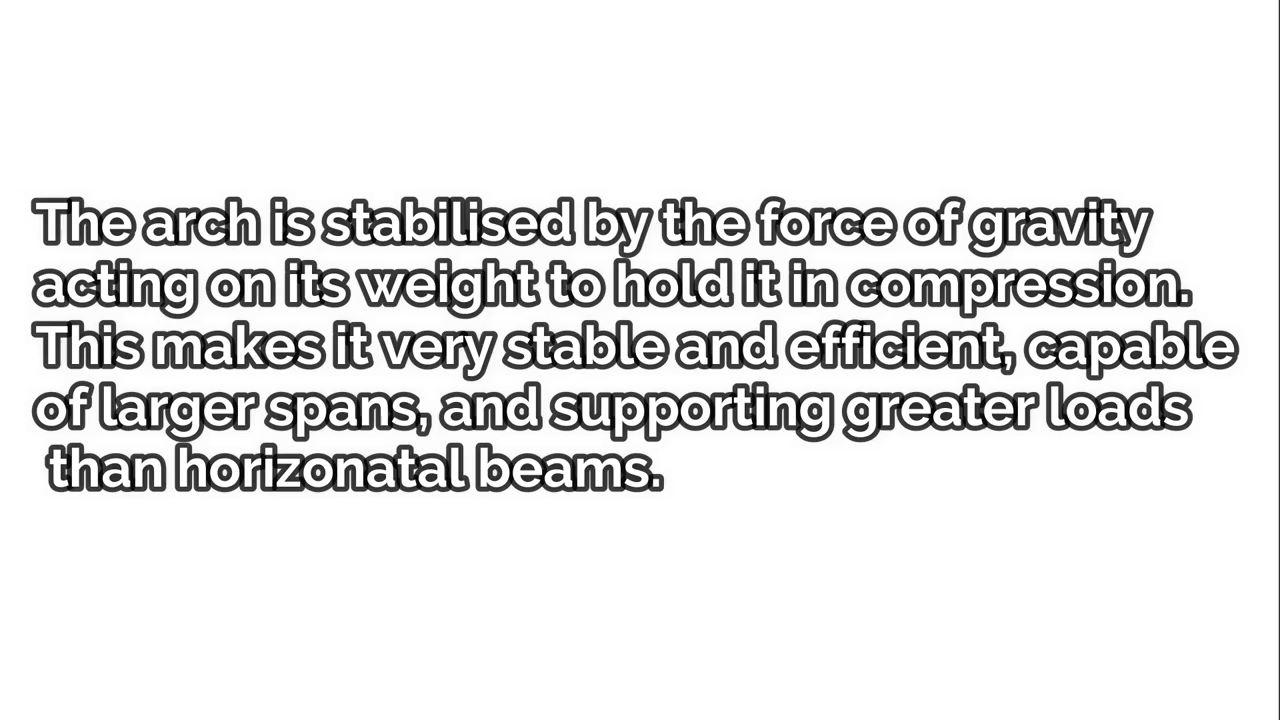 The arch is stabilised by the force of gravity
acting on its weight to hold it in compression.
This makes it very stable and efficient, capable
of larger spans, and supporting greater loads
than horizonatal beams.